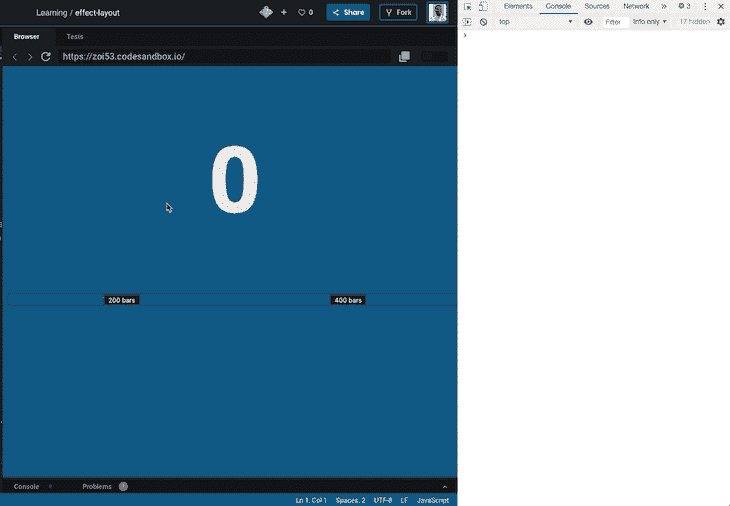 Learning / effect-layout
+ 0 Share Fork
Elements Console Sources Network » 3
Browser Tests
top Filter Info only 17 hidden
https://zoi53.codesandbox.io/
0
200 bars 400 bars
Console Problems
Ln 1, Col 1 Spaces: 2 UTF-8 LF JavaScript